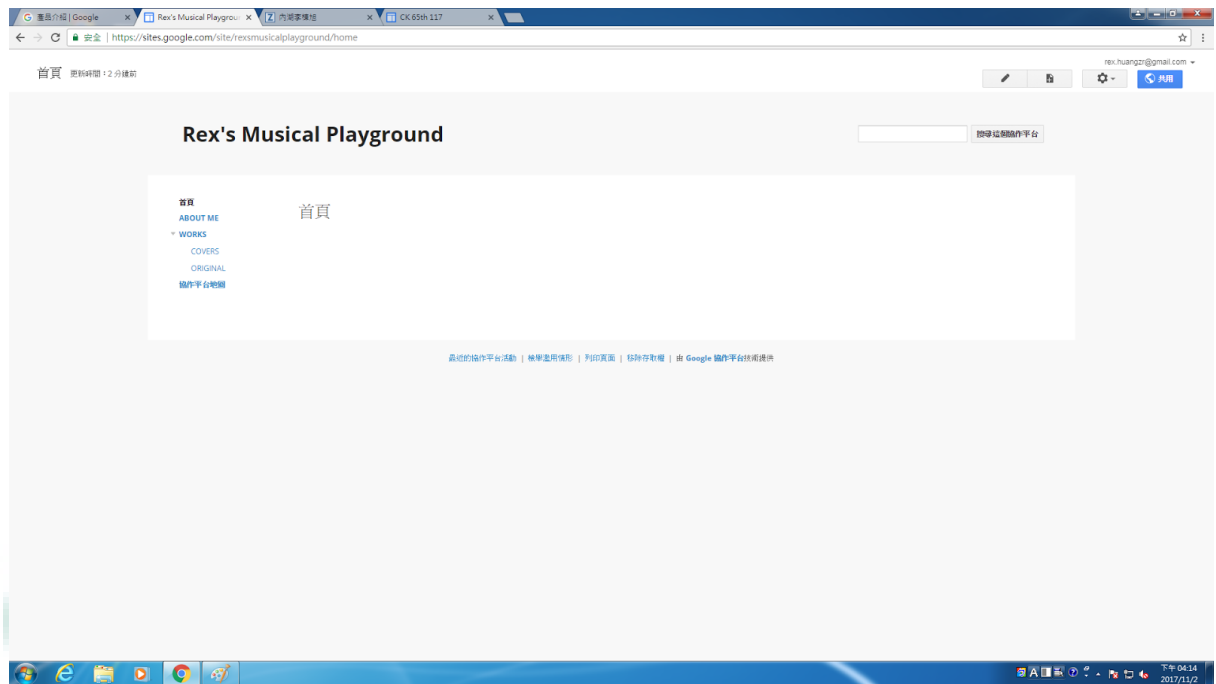 產品介紹 | Google
Rex's Musical Playgrou
內湖李棟旭
CK 65th 117
安全 | https://sites.google.com/site/rexsmusicalplayground/home
rex.huangzr@gmail.com
首頁 更新時間：2 分鐘前
共用
Rex's Musical Playground
搜尋這個協作平台
首頁
ABOUT ME
WORKS
COVERS
ORIGINAL
協作平台地圖
首頁
最近的協作平台活動 | 檢舉濫用情形 | 列印頁面 | 移除存取權 | 由 Google 協作平台技術提供
下午 04:14
2017/11/2